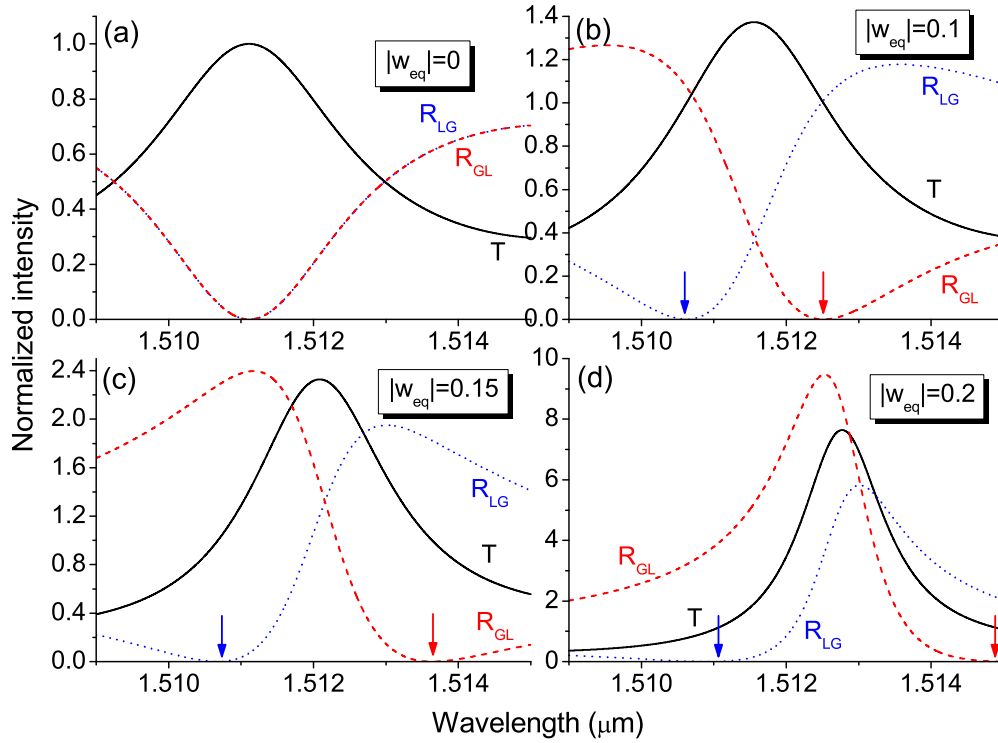 (a)
|w_eq|=0
R_LG
R_GL
T
1.0
0.8
0.6
0.4
0.2
0.0
1.510 1.512 1.514
(b)
|w_eq|=0.1
R_LG
T
R_GL
1.4
1.2
1.0
0.8
0.6
0.4
0.2
0.0
1.510 1.512 1.514
(c)
|w_eq|=0.15
R_LG
T
R_GL
2.4
2.0
1.6
1.2
0.8
0.4
0.0
1.510 1.512 1.514
(d)
|w_eq|=0.2
R_GL
T
R_LG
10
8
6
4
2
0
1.510 1.512 1.514
Normalized intensity
Wavelength (μm)